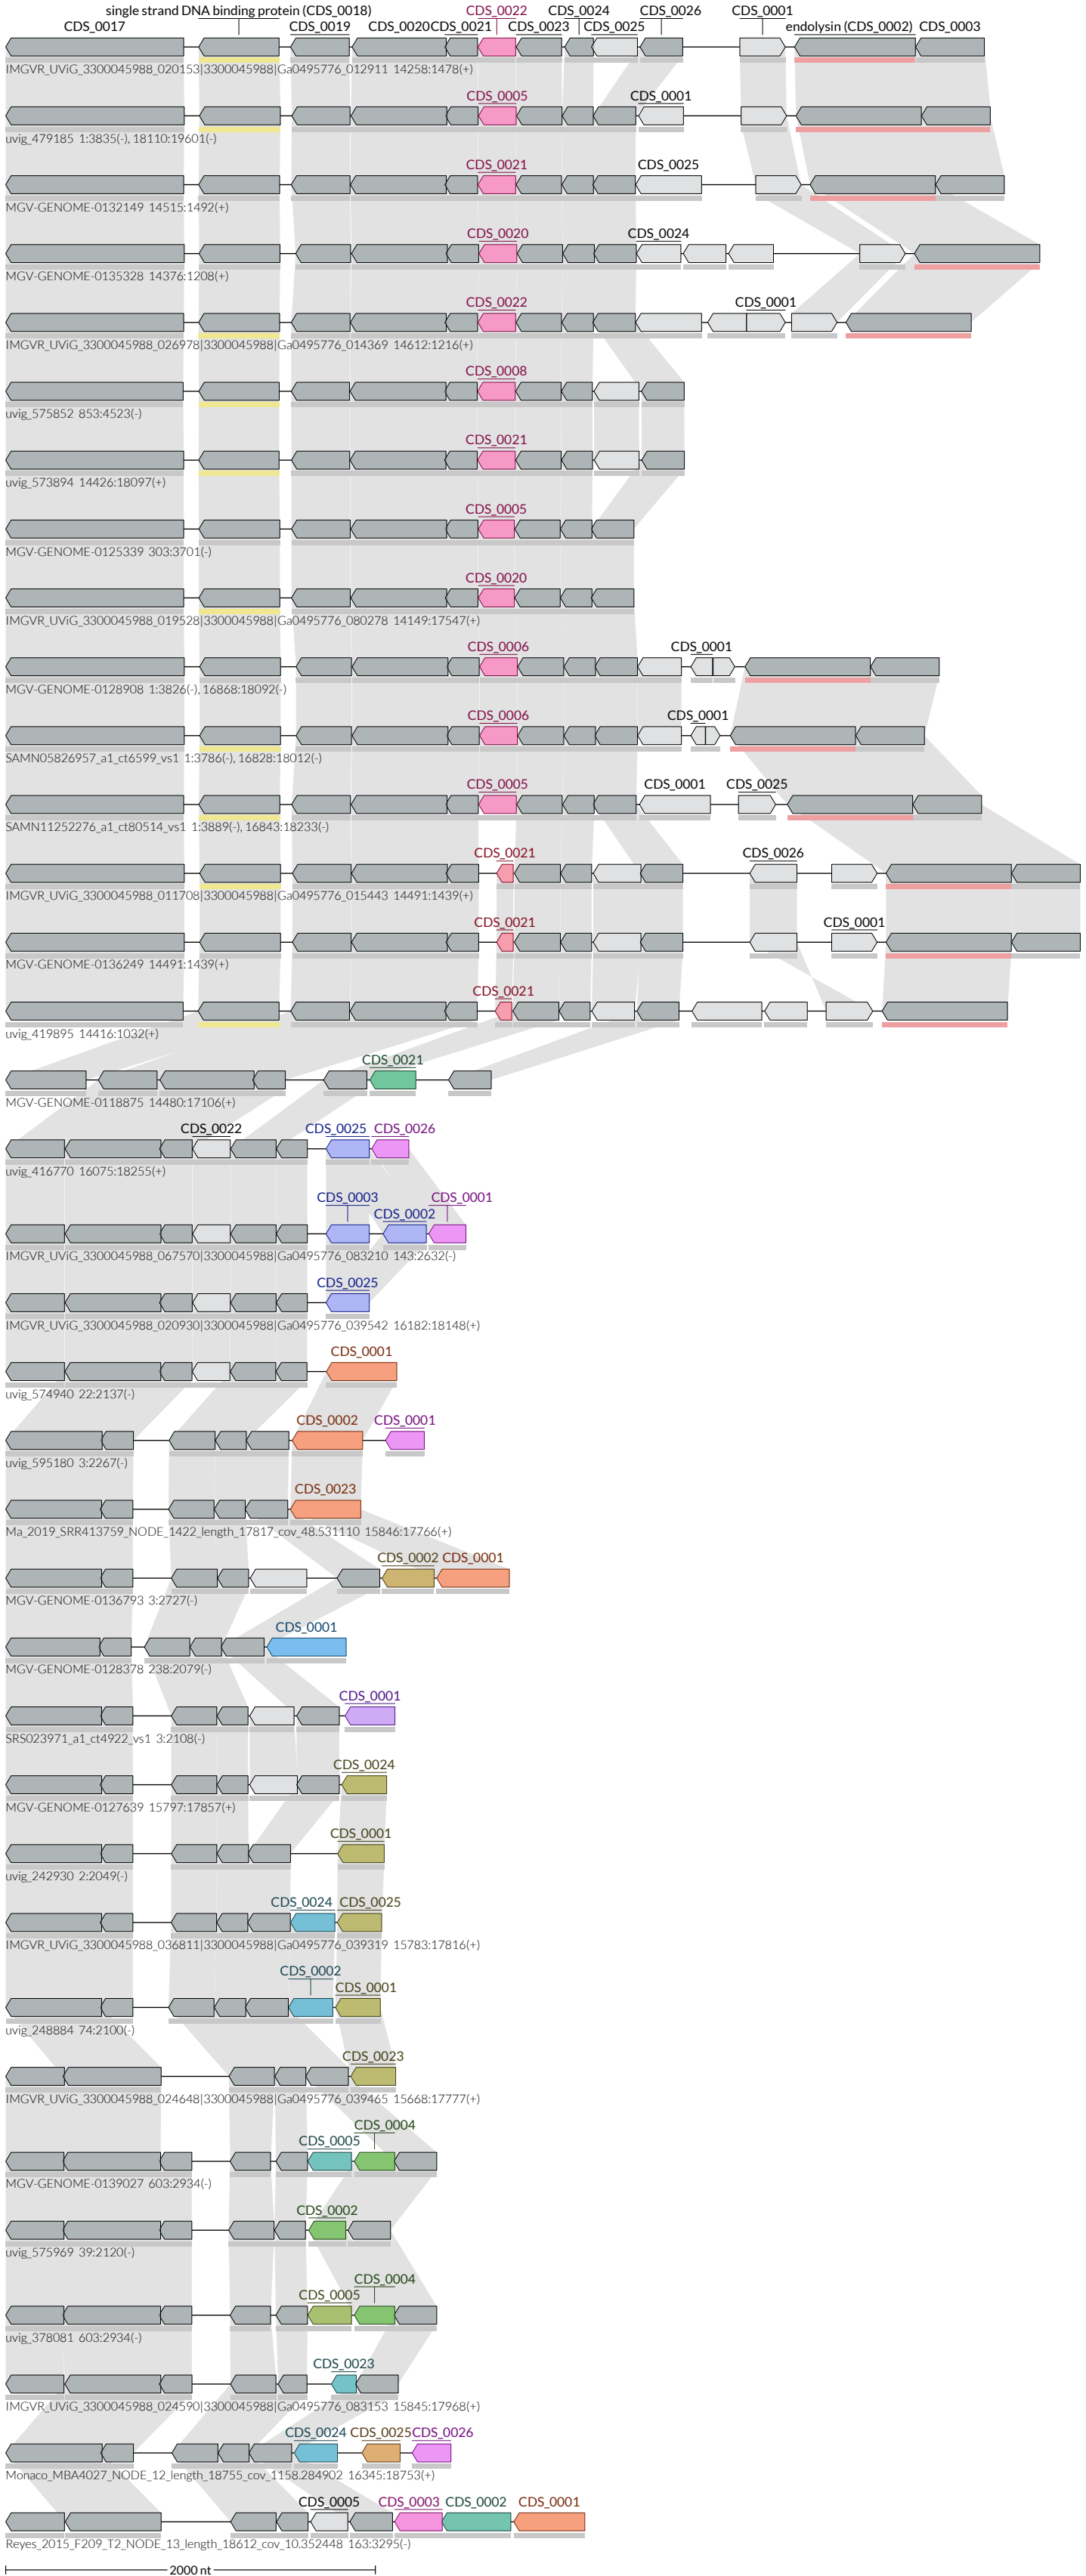 single strand DNA binding protein (CDS_0018) CDS_0022 CDS_0024 CDS_0026 CDS_0001
CDS_0017 CDS_0019 CDS_0020 CDS_0021 CDS_0023 CDS_0025 endolysin (CDS_0002) CDS_0003
IMGVR_UViG_3300045988_020153|3300045988|Ga0495776_012911 14258:1478(+)
CDS_0005 CDS_0001
uvig_479185 1:3835(-), 18110:19601(-)
CDS_0021 CDS_0025
MGV-GENOME-0132149 14515:1492(+)
CDS_0020 CDS_0024
MGV-GENOME-0135328 14376:1208(+)
CDS_0022 CDS_0001
IMGVR_UViG_3300045988_026978|3300045988|Ga0495776_014369 14612:1216(+)
CDS_0008
uvig_575852 853:4523(-)
CDS_0021
uvig_573894 14426:18097(+)
CDS_0005
MGV-GENOME-0125339 303:3701(-)
CDS_0020
IMGVR_UViG_3300045988_019528|3300045988|Ga0495776_080278 14149:17547(+)
CDS_0006 CDS_0001
MGV-GENOME-0128908 1:3826(-), 16868:18092(-)
CDS_0006 CDS_0001
SAMN05826957_a1_ct6599_vs1 1:3786(-), 16828:18012(-)
CDS_0005 CDS_0001 CDS_0025
SAMN11252276_a1_ct80514_vs1 1:3889(-), 16843:18233(-)
CDS_0021 CDS_0026
IMGVR_UViG_3300045988_011708|3300045988|Ga0495776_015443 14491:1439(+)
CDS_0021 CDS_0001
MGV-GENOME-0136249 14491:1439(+)
CDS_0021
uvig_419895 14416:1032(+)
CDS_0021
MGV-GENOME-0118875 14480:17106(+)
CDS_0022 CDS_0025 CDS_0026
uvig_416770 16075:18255(+)
CDS_0003 CDS_0001
CDS_0002
IMGVR_UViG_3300045988_067570|3300045988|Ga0495776_083210 143:2632(-)
CDS_0025
IMGVR_UViG_3300045988_020930|3300045988|Ga0495776_039542 16182:18148(+)
CDS_0001
uvig_574940 22:2137(-)
CDS_0002 CDS_0001
uvig_595180 3:2267(-)
CDS_0023
Ma_2019_SRR413759_NODE_1422_length_17817_cov_48.531110 15846:17766(+)
CDS_0002 CDS_0001
MGV-GENOME-0136793 3:2727(-)
CDS_0001
MGV-GENOME-0128378 238:2079(-)
CDS_0001
SRS023971_a1_ct4922_vs1 3:2108(-)
CDS_0024
MGV-GENOME-0127639 15797:17857(+)
CDS_0001
uvig_242930 2:2049(-)
CDS_0024 CDS_0025
IMGVR_UViG_3300045988_036811|3300045988|Ga0495776_039319 15783:17816(+)
CDS_0002
CDS_0001
uvig_248884 74:2100(-)
CDS_0023
IMGVR_UViG_3300045988_024648|3300045988|Ga0495776_039465 15668:17777(+)
CDS_0004
CDS_0005
MGV-GENOME-0139027 603:2934(-)
CDS_0002
uvig_575969 39:2120(-)
CDS_0004
CDS_0005
uvig_378081 603:2934(-)
CDS_0023
IMGVR_UViG_3300045988_024590|3300045988|Ga0495776_083153 15845:17968(+)
CDS_0024 CDS_0025 CDS_0026
Monaco_MBA4027_NODE_12_length_18755_cov_1158.284902 16345:18753(+)
CDS_0005 CDS_0003 CDS_0002 CDS_0001
Reyes_2015_F209_T2_NODE_13_length_18612_cov_10.352448 163:3295(-)
2000 nt